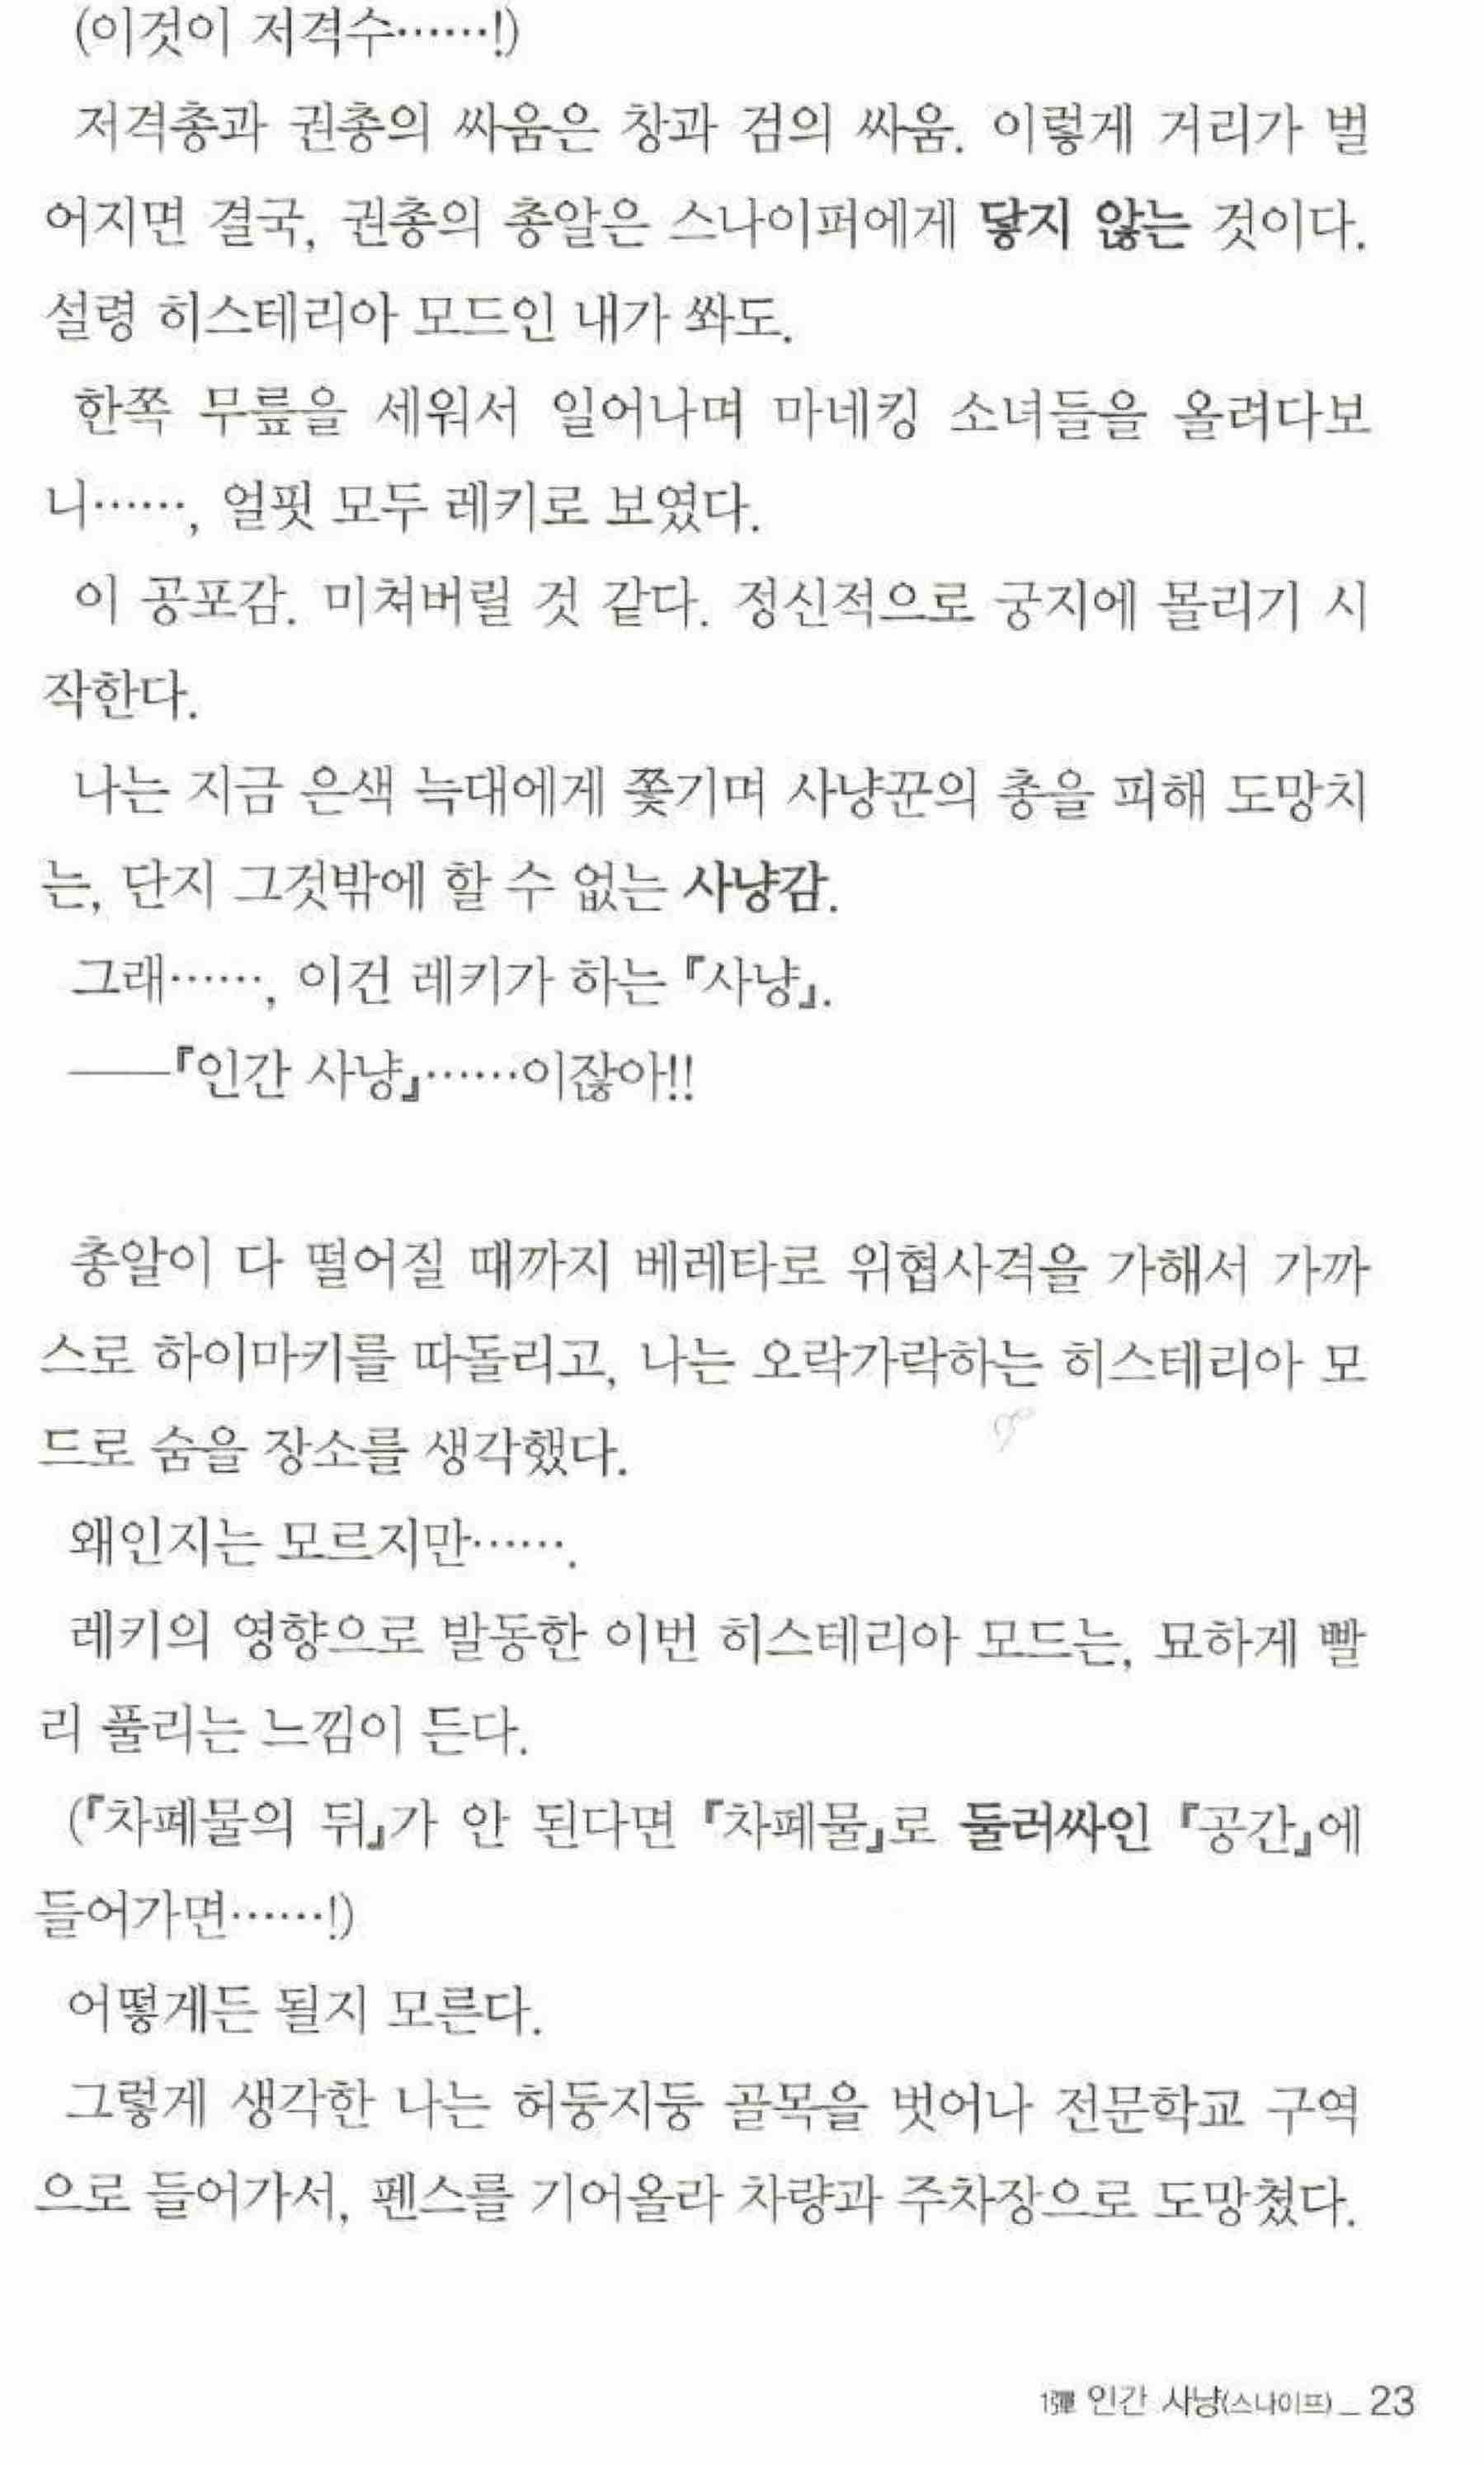 (이것이 저격수……!)
저격총과 권총의 싸움은 창과 검의 싸움. 이렇게 거리가 벌
어지면 결국, 권총의 총알은 스나이퍼에게 닿지 않는 것이다.
설령 히스테리아 모드인 내가 쏴도.
한쪽 무릎을 세워서 일어나며 마네킹 소녀들을 올려다보
니……, 얼핏 모두 레키로 보였다.
이 공포감. 미쳐버릴 것 같다. 정신적으로 궁지에 몰리기 시
작한다.
나는 지금 은색 늑대에게 쫓기며 사냥꾼의 총을 피해 도망치
는, 단지 그것밖에 할 수 없는 사냥감.
그래……, 이건 레키가 하는 『사냥』.
──『인간 사냥』……이잖아!!
총알이 다 떨어질 때까지 베레타로 위협사격을 가해서 가까
스로 하이마키를 따돌리고, 나는 오락가락하는 히스테리아 모
드로 숨을 장소를 생각했다.
왜인지는 모르지만…….
레키의 영향으로 발동한 이번 히스테리아 모드는, 묘하게 빨
리 풀리는 느낌이 든다.
(『차폐물의 뒤』가 안 된다면 『차폐물』로 둘러싸인 『공간』에
들어가면……!)
어떻게든 될지 모른다.
그렇게 생각한 나는 허둥지둥 골목을 벗어나 전문학교 구역
으로 들어가서, 펜스를 기어올라 차량과 주차장으로 도망쳤다.
1彈 인간 사냥(스나이프) _ 23